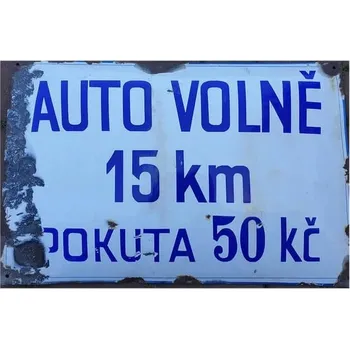 AUTO VOLNĚ
15 km
POKUTA 50 kč